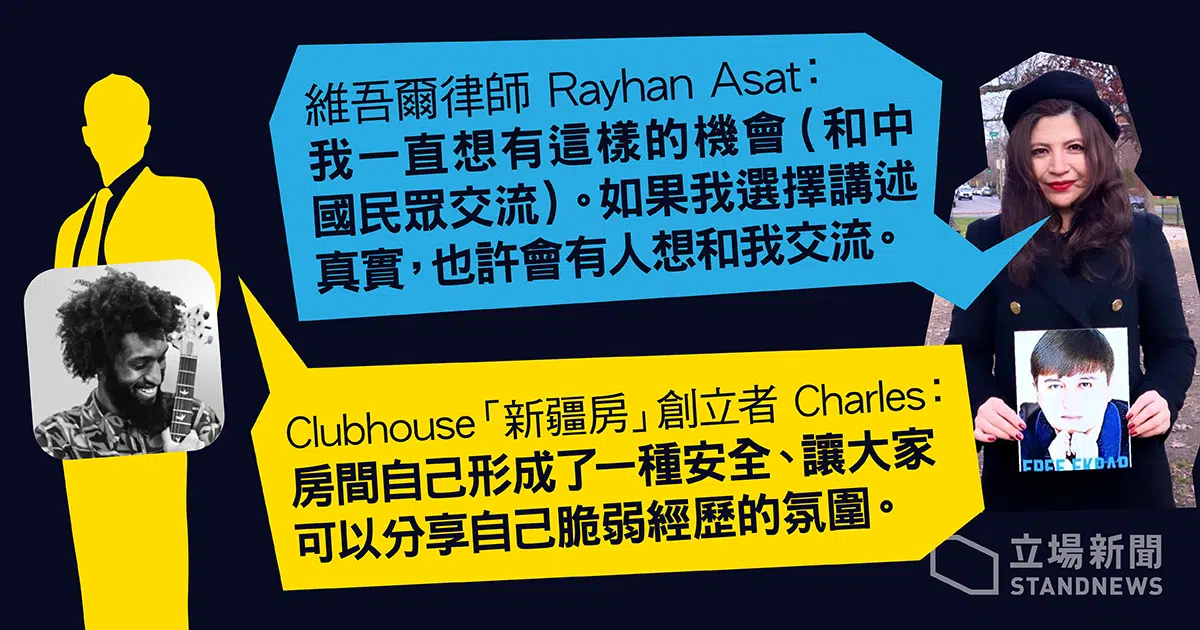 維吾爾律師 Rayhan Asat：
我一直想有這樣的機會（和中
國民眾交流）。如果我選擇講述
真實，也許會有人想和我交流。
Clubhouse「新疆房」創立者 Charles：
房間自己形成了一種安全、讓大家
可以分享自己脆弱經歷的氛圍。
FREE EKBAR
立場新聞
STANDNEWS